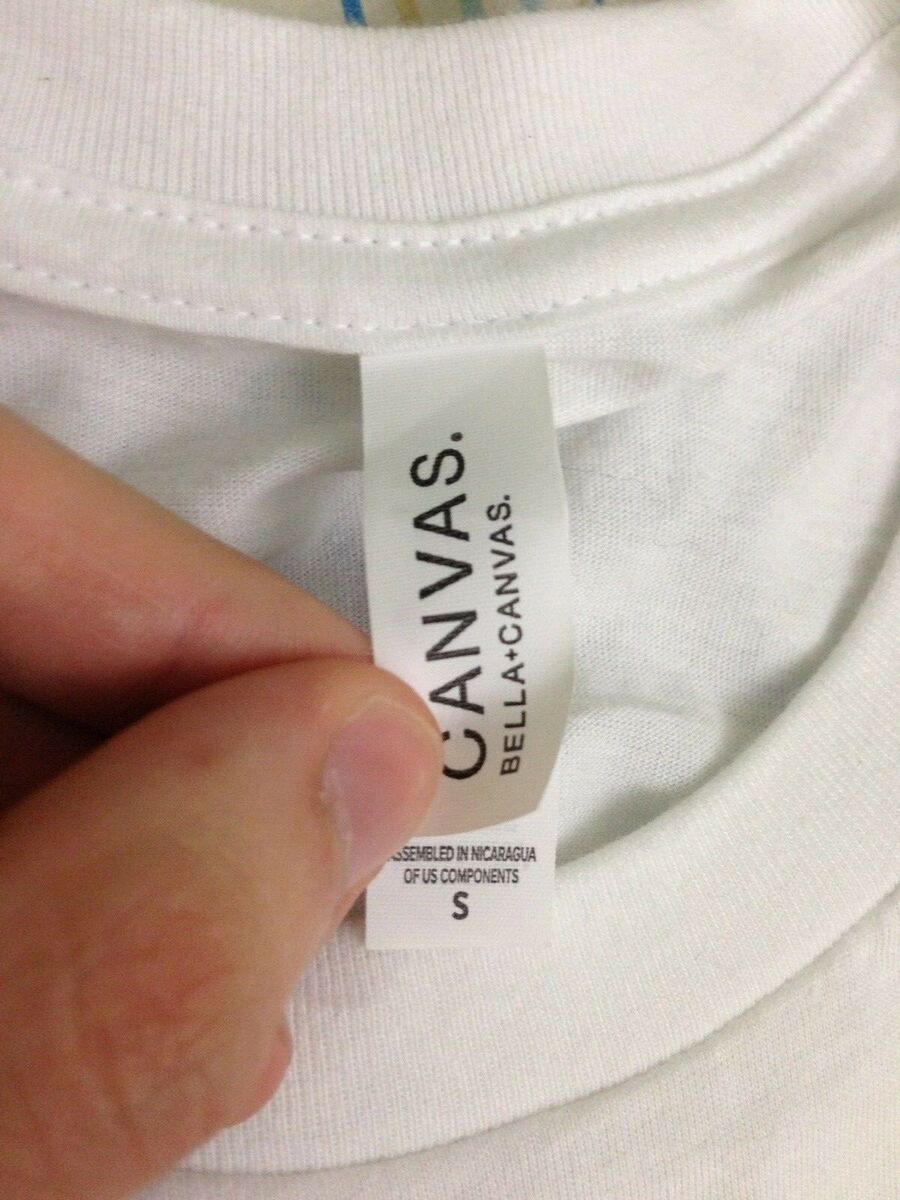 CANVAS.
BELLA+CANVAS.
ASSEMBLED IN NICARAGUA
OF US COMPONENTS
S